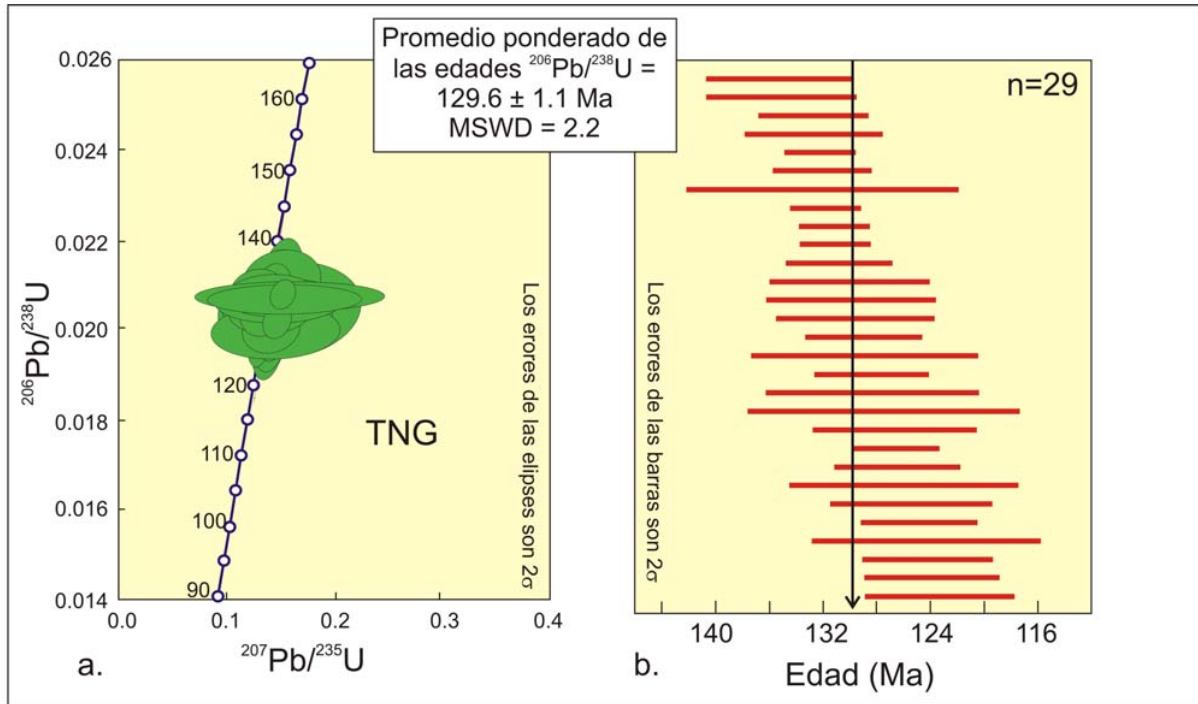 Promedio ponderado de
las edades ²⁰⁶Pb/²³⁸U =
129.6 ± 1.1 Ma
MSWD = 2.2
0.026
0.024
0.022
0.020
0.018
0.016
0.014
²⁰⁶Pb/²³⁸U
160
150
140
120
110
100
90
TNG
Los erores de las elipses son 2σ
0.0
0.1
0.2
0.3
0.4
²⁰⁷Pb/²³⁵U
a.
n=29
Los erores de las barras son 2σ
140
132
124
116
Edad (Ma)
b.